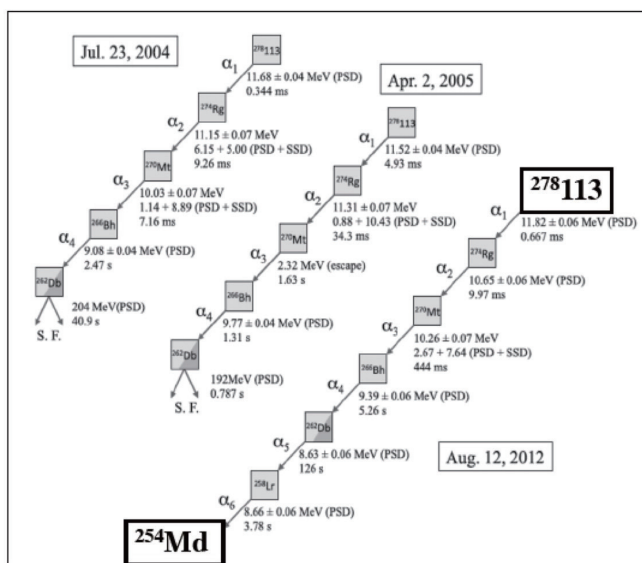 Jul. 23, 2004
²⁷⁸113
α₁
11.68 ± 0.04 MeV (PSD)
0.344 ms
²⁷⁴Rg
α₂
11.15 ± 0.07 MeV
6.15 + 5.00 (PSD + SSD)
9.26 ms
²⁷⁰Mt
α₃
10.03 ± 0.07 MeV
1.14 + 8.89 (PSD + SSD)
7.16 ms
²⁶⁶Bh
α₄
9.08 ± 0.04 MeV (PSD)
2.47 s
²⁶²Db
204 MeV(PSD)
40.9 s
S. F.
Apr. 2, 2005
²⁷⁸113
α₁
11.52 ± 0.04 MeV (PSD)
4.93 ms
²⁷⁴Rg
α₂
11.31 ± 0.07 MeV
0.88 + 10.43 (PSD + SSD)
34.3 ms
²⁷⁰Mt
α₃
2.32 MeV (escape)
1.63 s
²⁶⁶Bh
α₄
9.77 ± 0.04 MeV (PSD)
1.31 s
²⁶²Db
192MeV (PSD)
0.787 s
S. F.
²⁷⁸113
α₁
11.82 ± 0.06 MeV (PSD)
0.667 ms
²⁷⁴Rg
α₂
10.65 ± 0.06 MeV (PSD)
9.97 ms
²⁷⁰Mt
α₃
10.26 ± 0.07 MeV
2.67 + 7.64 (PSD + SSD)
444 ms
²⁶⁶Bh
α₄
9.39 ± 0.06 MeV (PSD)
5.26 s
²⁶²Db
α₅
8.63 ± 0.06 MeV (PSD)
126 s
²⁵⁸Lr
α₆
8.66 ± 0.06 MeV (PSD)
3.78 s
²⁵⁴Md
Aug. 12, 2012